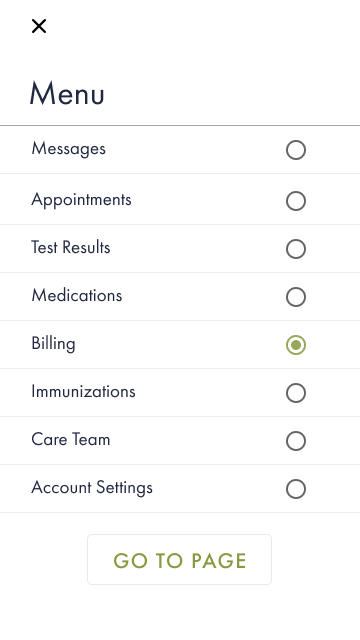 Menu
Messages
Appointments
Test Results
Medications
Billing
Immunizations
Care Team
Account Settings
GO TO PAGE